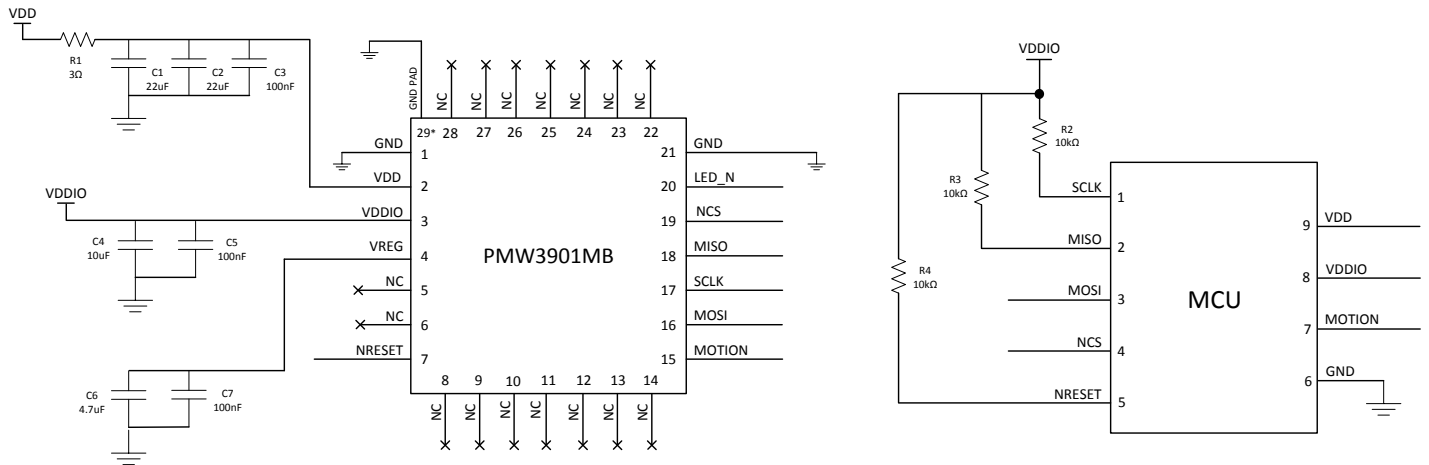 VDD
R1
3Ω
C1
22uF
C2
22uF
C3
100nF
GND PAD
NC
NC
NC
NC
NC
NC
NC
29*
28
27
26
25
24
23
22
GND
1
VDD
2
VDDIO
VDDIO
3
C4
10uF
C5
100nF
VREG
4
NC
5
NC
6
NRESET
7
C6
4.7uF
C7
100nF
PMW3901MB
21
GND
20
LED_N
19
NCS
18
MISO
17
SCLK
16
MOSI
15
MOTION
8
9
10
11
12
13
14
NC
NC
NC
NC
NC
NC
NC
VDDIO
R2
10kΩ
R3
10kΩ
R4
10kΩ
SCLK
1
MISO
2
MOSI
3
NCS
4
NRESET
5
MCU
9
VDD
8
VDDIO
7
MOTION
6
GND